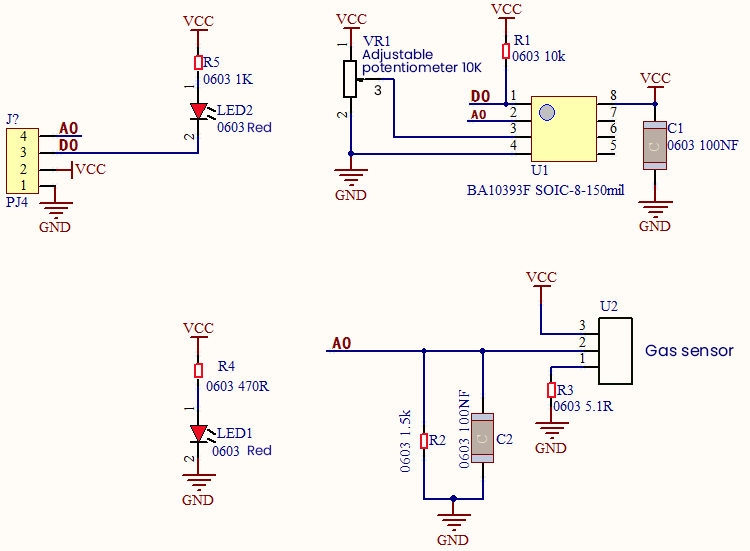 VCC
R5
0603 1K
1
LED2
0603 Red
2
J?
4
A0
3
D0
2
VCC
1
PJ4
GND
VCC
1
VR1
Adjustable
potentiometer 10K
3
2
GND
VCC
R1
0603 10k
D0
1
8
A0
2
7
3
6
4
5
U1
BA10393F SOIC-8-150mil
VCC
C1
C
0603 100NF
GND
VCC
R4
0603 470R
1
LED1
0603 Red
2
GND
A0
0603 1.5k
R2
0603 100NF
C
C2
GND
VCC
U2
3
2
1
Gas sensor
R3
0603 5.1R
GND